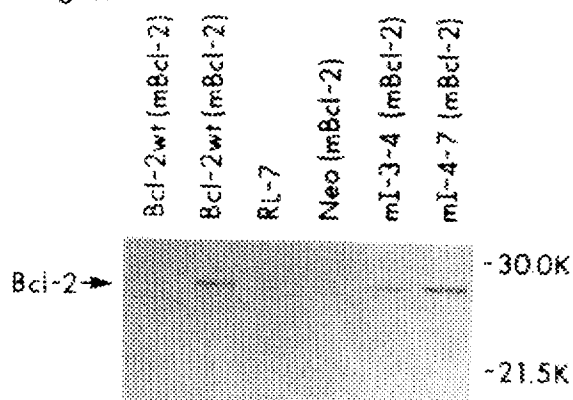 Bcl-2wt (mBcl-2)
Bcl-2wt (mBcl-2)
RL-7
Neo (mBcl-2)
mI-3-4 (mBcl-2)
mI-4-7 (mBcl-2)
Bcl-2
-30.0K
-21.5K